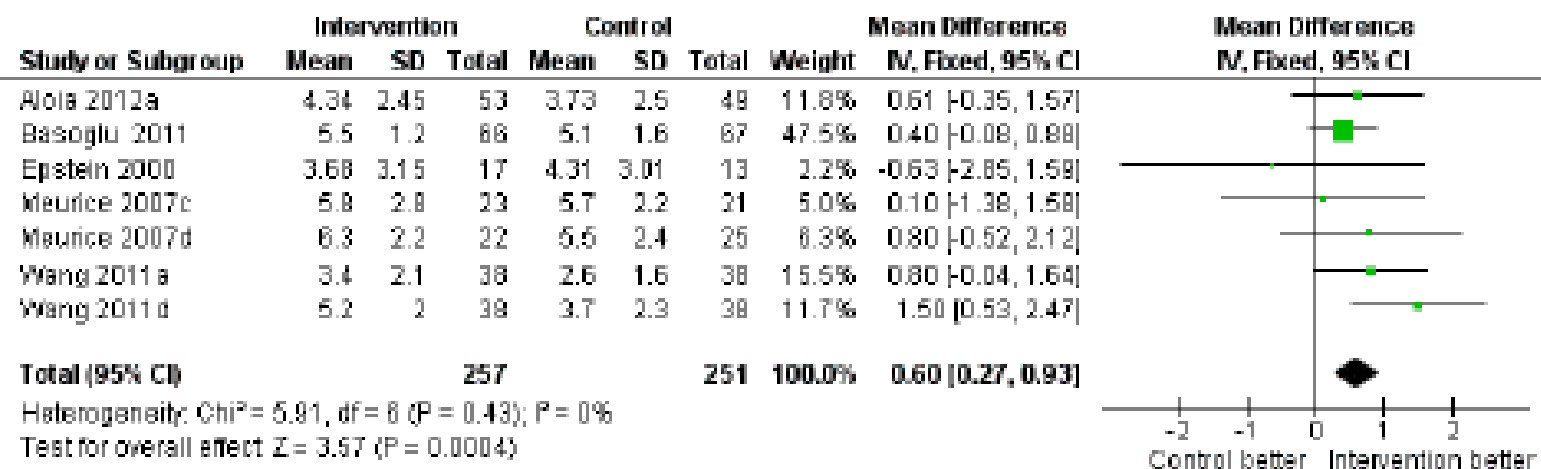 Intervention Control Mean Difference Mean Difference
Study or Subgroup Mean SD Total Mean SD Total Weight IV, Fixed, 95% CI IV, Fixed, 95% CI
Aloia 2012a 4.34 2.45 53 3.73 2.5 49 11.8% 0.61 [-0.35, 1.57]
Basoglu 2011 5.5 1.2 66 5.1 1.6 67 47.5% 0.40 [-0.08, 0.88]
Epstein 2000 3.68 3.15 17 4.31 3.01 13 2.2% -0.63 [-2.85, 1.59]
Meurice 2007c 5.8 2.8 23 5.7 2.2 21 5.0% 0.10 [-1.38, 1.58]
Meurice 2007d 6.3 2.2 22 5.5 2.4 25 6.3% 0.80 [-0.52, 2.12]
Wang 2011a 3.4 2.1 38 2.6 1.6 38 15.5% 0.80 [-0.04, 1.64]
Wang 2011d 5.2 2 38 3.7 2.3 38 11.7% 1.50 [0.53, 2.47]
Total (95% CI) 257 251 100.0% 0.60 [0.27, 0.93]
Heterogeneity: Chi² = 5.91, df = 6 (P = 0.43); I² = 0%
Test for overall effect: Z = 3.57 (P = 0.0004)
-2 -1 0 1 2
Control better Intervention better